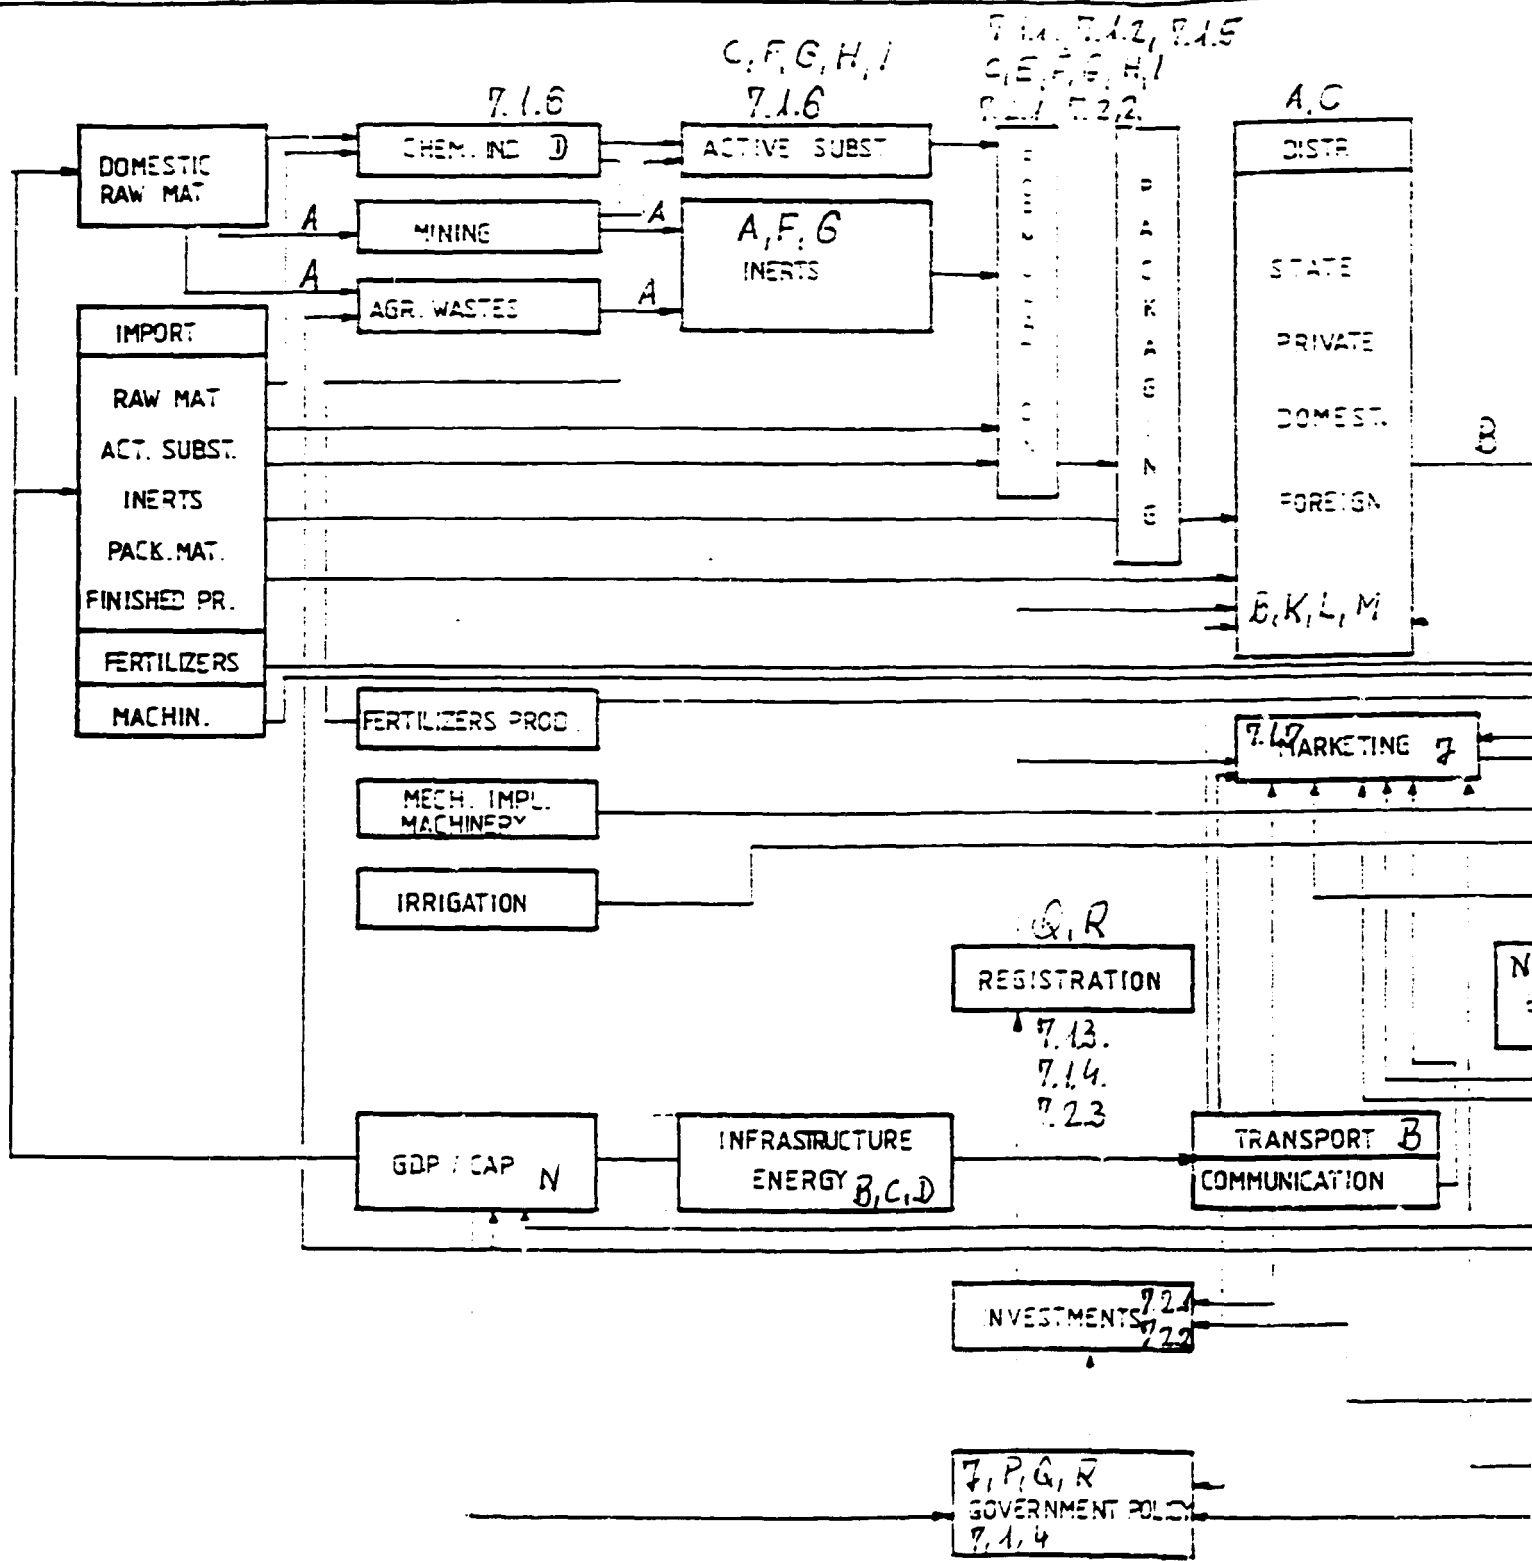 7.1.1, 7.1.2, 7.1.5
C, F, G, H, I
C, E, F, G, H, I
7.1.6
7.1.6
7.2.1 7.2.2.
A, C
DOMESTIC
RAW MAT
CHEM. IND D
ACTIVE SUBST
DISTR.
A
MINING
A
A, F, G
INERTS
A
AGR. WASTES
A
PACKAGING
STATE
PRIVATE
DOMEST.
FOREIGN
B, K, L, M
B
IMPORT
RAW MAT
ACT. SUBST.
INERTS
PACK. MAT.
FINISHED PR.
FERTILIZERS
MACHIN.
FERTILIZERS PROD.
7.1.7 MARKETING J
MECH. IMPL.
MACHINERY
IRRIGATION
Q, R
REGISTRATION
7.1.3.
7.1.4.
7.2.3
N
GDP / CAP N
INFRASTRUCTURE
ENERGY B, C, D
TRANSPORT B
COMMUNICATION
INVESTMENTS 7.2.1
7.2.2
J, P, Q, R
GOVERNMENT POLICY
7, 1, 4